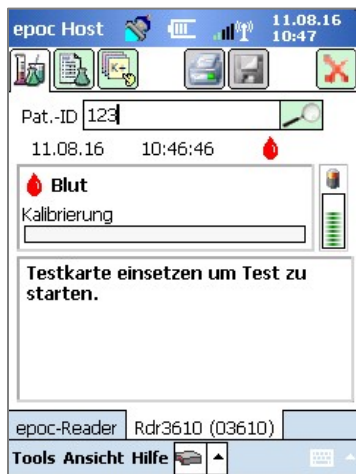 epoc Host 11.08.16
10:47
K+
Pat.-ID 123
11.08.16 10:46:46
Blut
Kalibrierung
Testkarte einsetzen um Test zu
starten.
epoc-Reader Rdr3610 (03610)
Tools Ansicht Hilfe